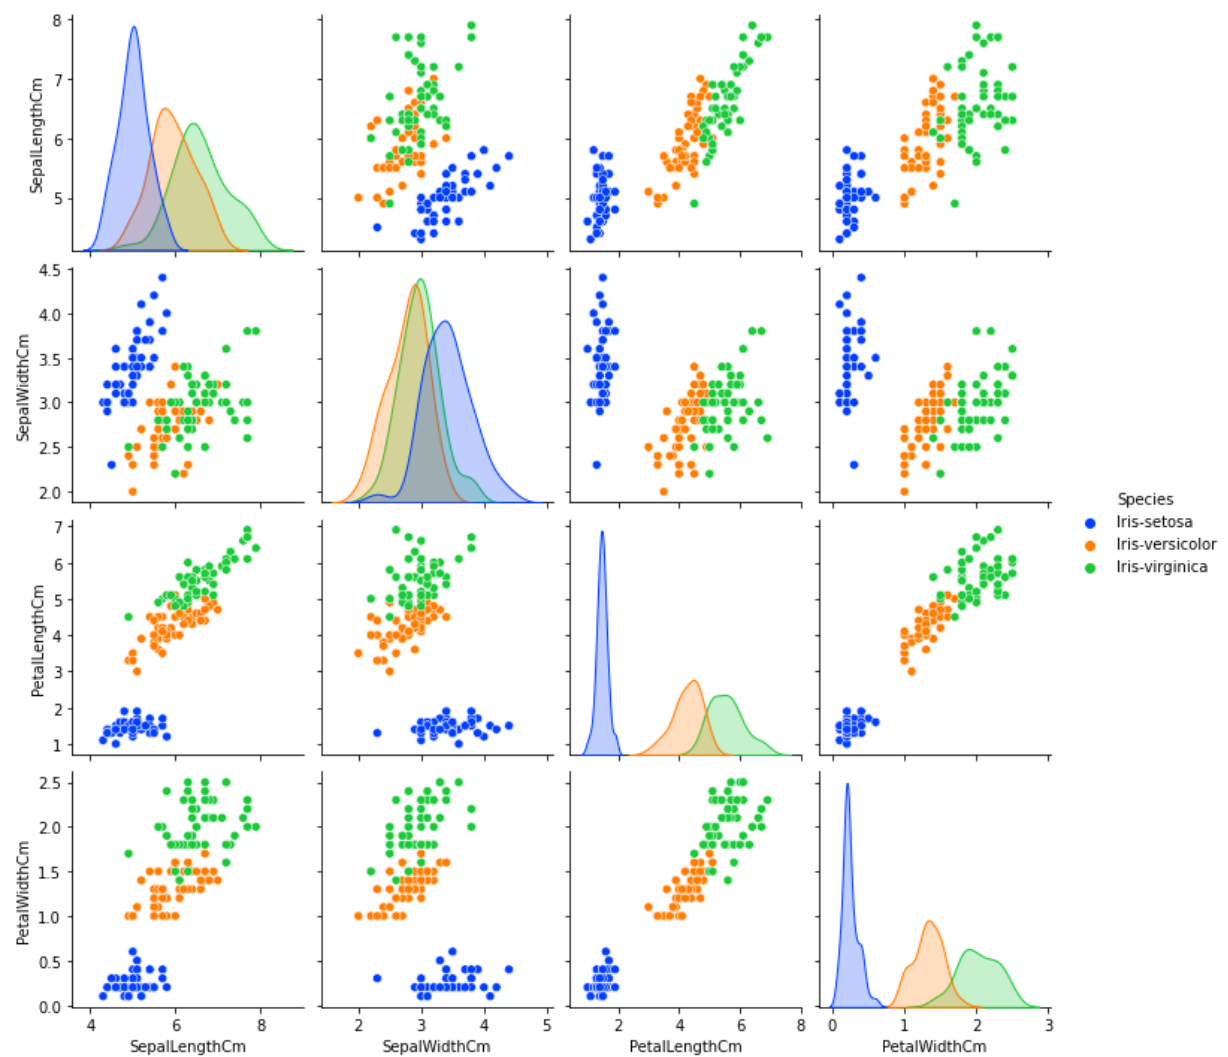 8
7
6
5
SepalLengthCm
4.5
4.0
3.5
3.0
2.5
2.0
SepalWidthCm
Species
Iris-setosa
Iris-versicolor
Iris-virginica
7
6
5
4
3
2
1
PetalLengthCm
2.5
2.0
1.5
1.0
0.5
0.0
PetalWidthCm
4 6 8
2 3 4 5
2 4 6 8
0 1 2 3
SepalLengthCm
SepalWidthCm
PetalLengthCm
PetalWidthCm